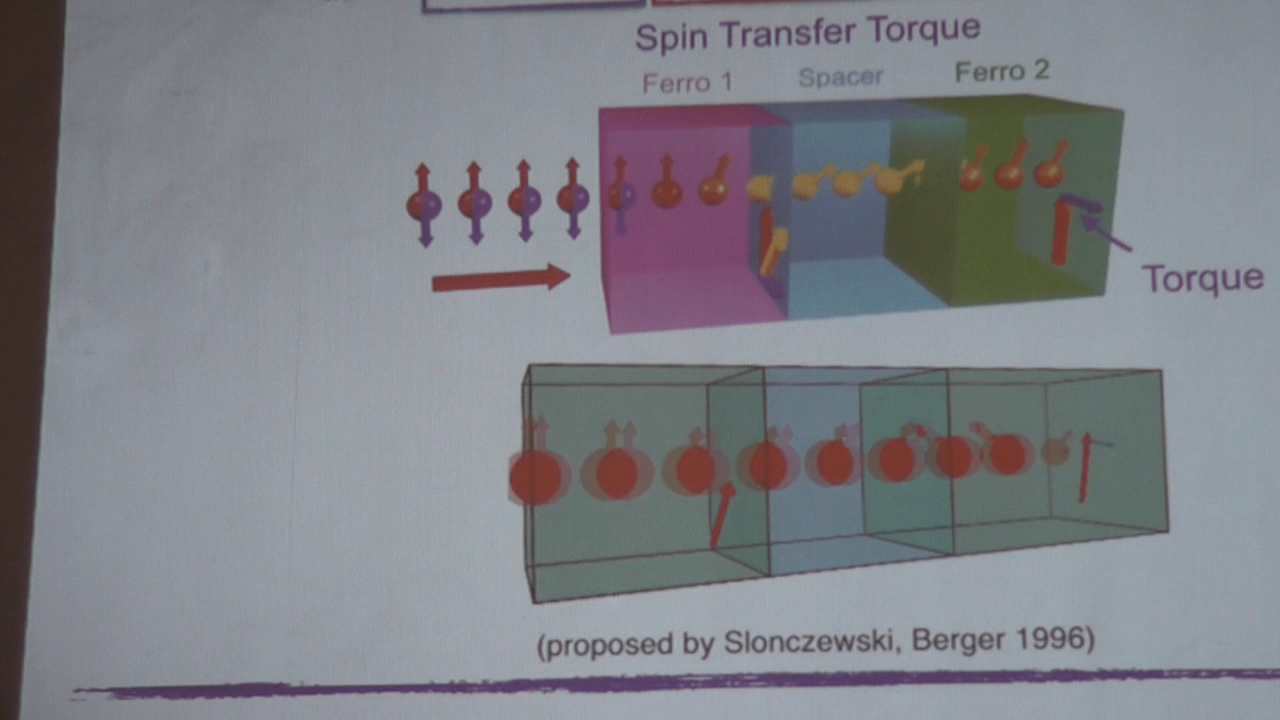 Spin Transfer Torque
Ferro 1
Spacer
Ferro 2
Torque
(proposed by Slonczewski, Berger 1996)